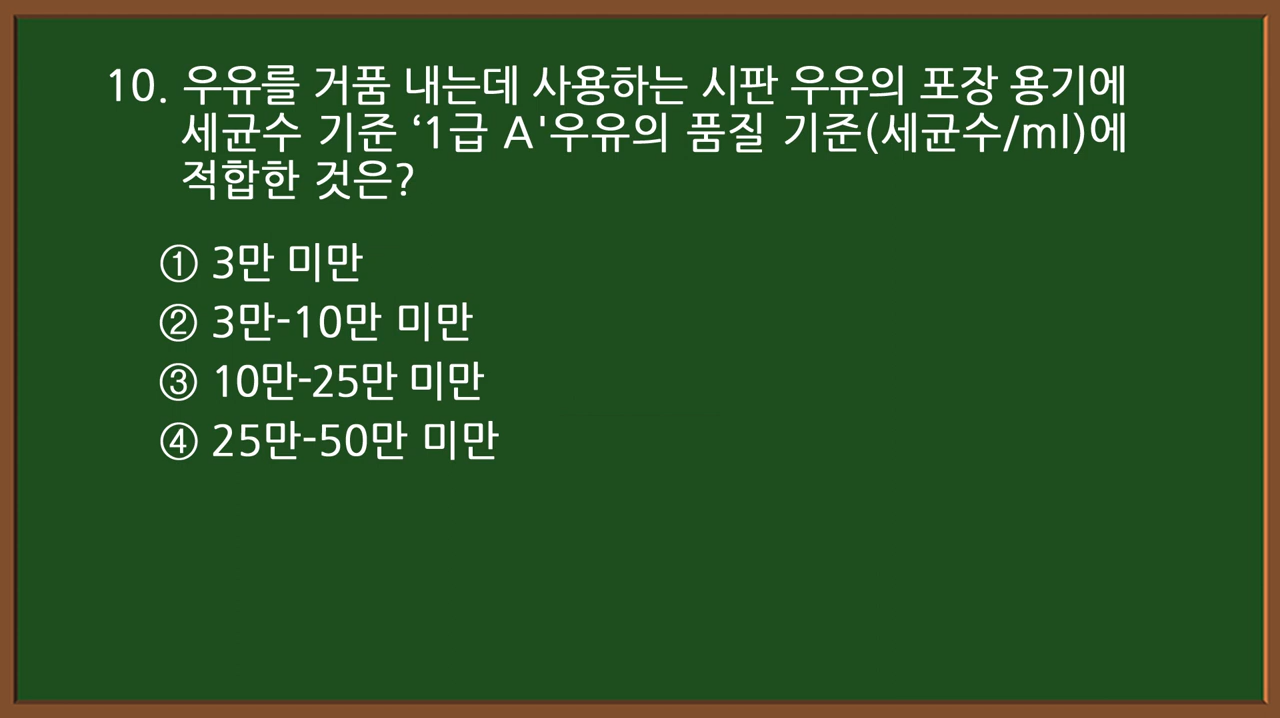 10. 우유를 거품 내는데 사용하는 시판 우유의 포장 용기에
세균수 기준 ‘1급 A'우유의 품질 기준(세균수/ml)에
적합한 것은?
① 3만 미만
② 3만-10만 미만
③ 10만-25만 미만
④ 25만-50만 미만